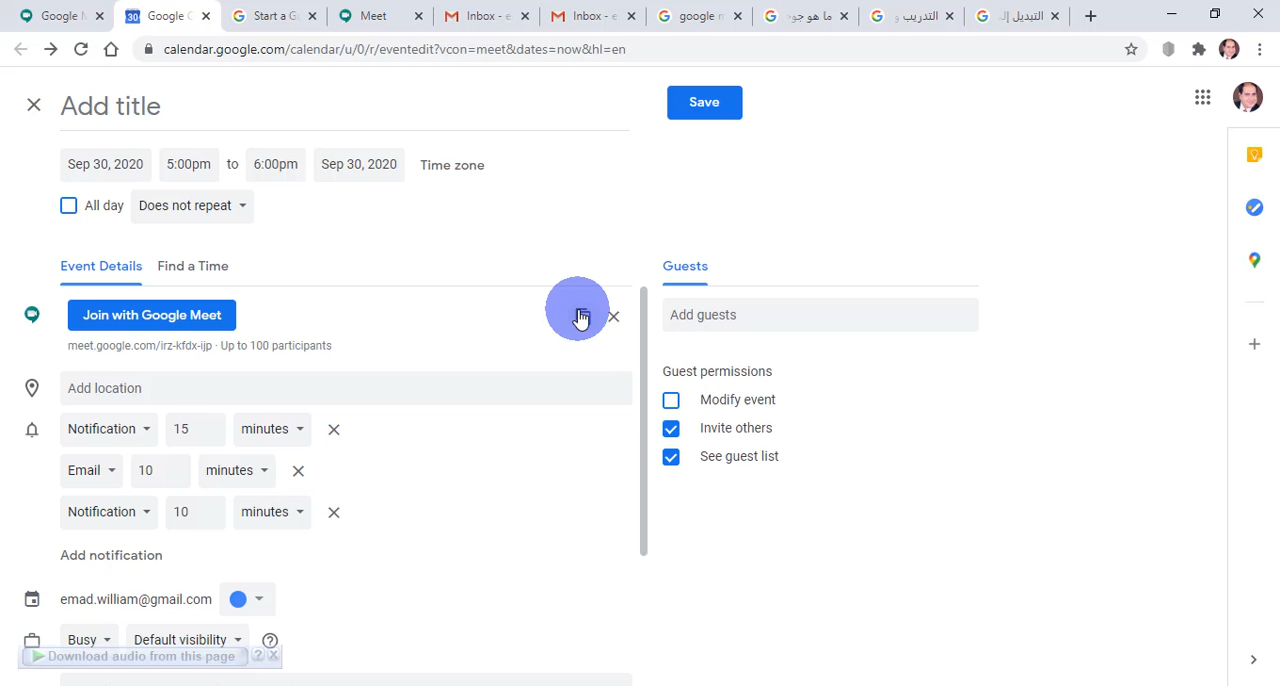 Google M
Google C
Start a G
Meet
Inbox - e
Inbox - e
google m
ما هو جوج
التدريب و
التبديل إلـ
calendar.google.com/calendar/u/0/r/eventedit?vcon=meet&dates=now&hl=en
Add title
Save
Sep 30, 2020 5:00pm to 6:00pm Sep 30, 2020 Time zone
All day Does not repeat
Event Details Find a Time
Guests
Join with Google Meet
meet.google.com/irz-kfdx-ijp · Up to 100 participants
Add guests
Guest permissions
Add location
Modify event
Notification 15 minutes
Invite others
See guest list
Email 10 minutes
Notification 10 minutes
Add notification
emad.william@gmail.com
Busy Default visibility
Download audio from this page ? X